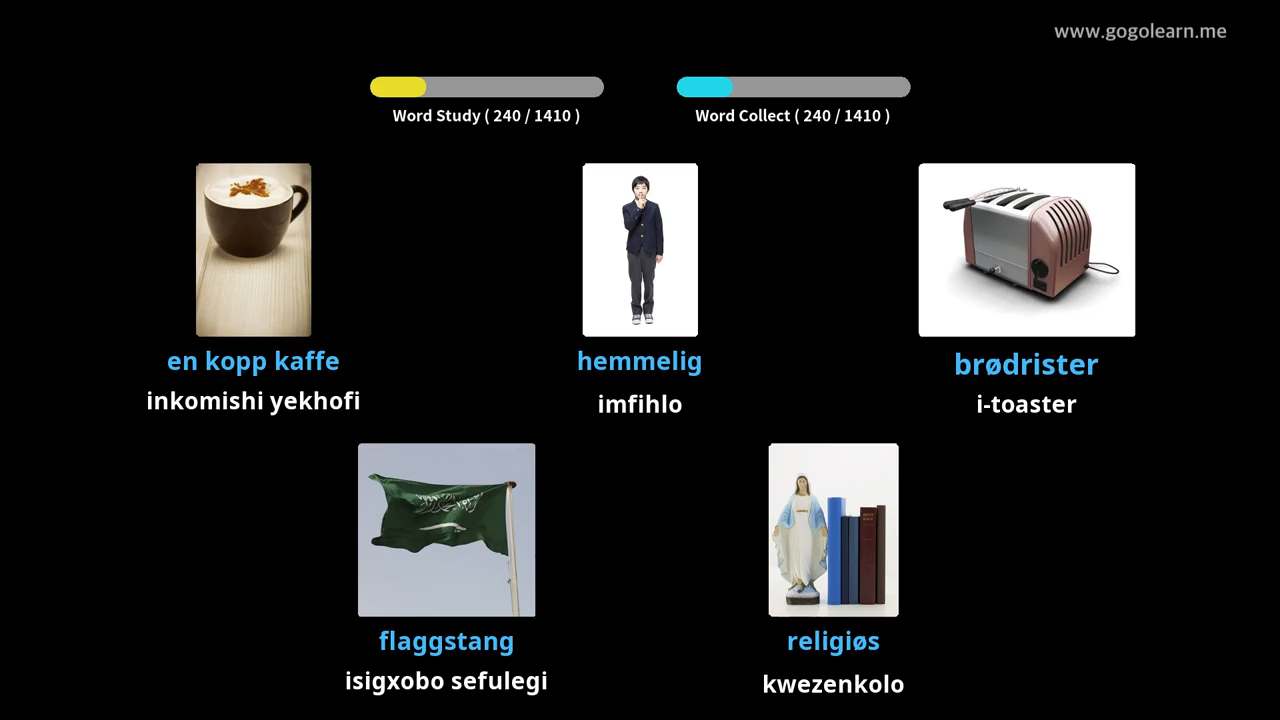 www.gogolearn.me
Word Study ( 240 / 1410 )
Word Collect ( 240 / 1410 )
en kopp kaffe
inkomishi yekhofi
hemmelig
imfihlo
brødrister
i-toaster
flaggstang
isigxobo sefulegi
religiøs
kwezenkolo